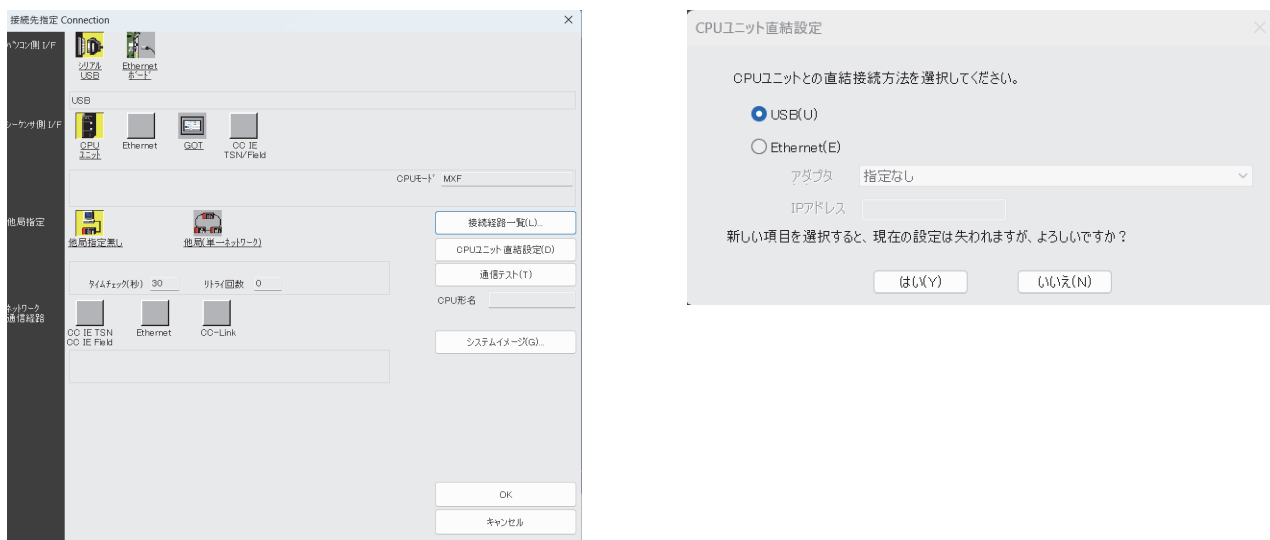 接続先指定 Connection
パソコン側 I/F
シリアル
USB
Ethernet
ボード
USB
シーケンサ側 I/F
CPU
ユニット
Ethernet
GOT
CC IE
TSN/Field
CPUモード MXF
他局指定
他局指定無し
他局(単一ネットワーク)
接続経路一覧(L)...
CPUユニット直結設定(D)
通信テスト(T)
タイムチェック(秒) 30 リトライ回数 0
CPU形名
ネットワーク
通信経路
CC IE TSN
CC IE Field
Ethernet
CC-Link
システムイメージ(G)...
OK
キャンセル
CPUユニット直結設定
CPUユニットとの直結接続方法を選択してください。
USB(U)
Ethernet(E)
アダプタ 指定なし
IPアドレス
新しい項目を選択すると、現在の設定は失われますが、よろしいですか？
はい(Y) いいえ(N)